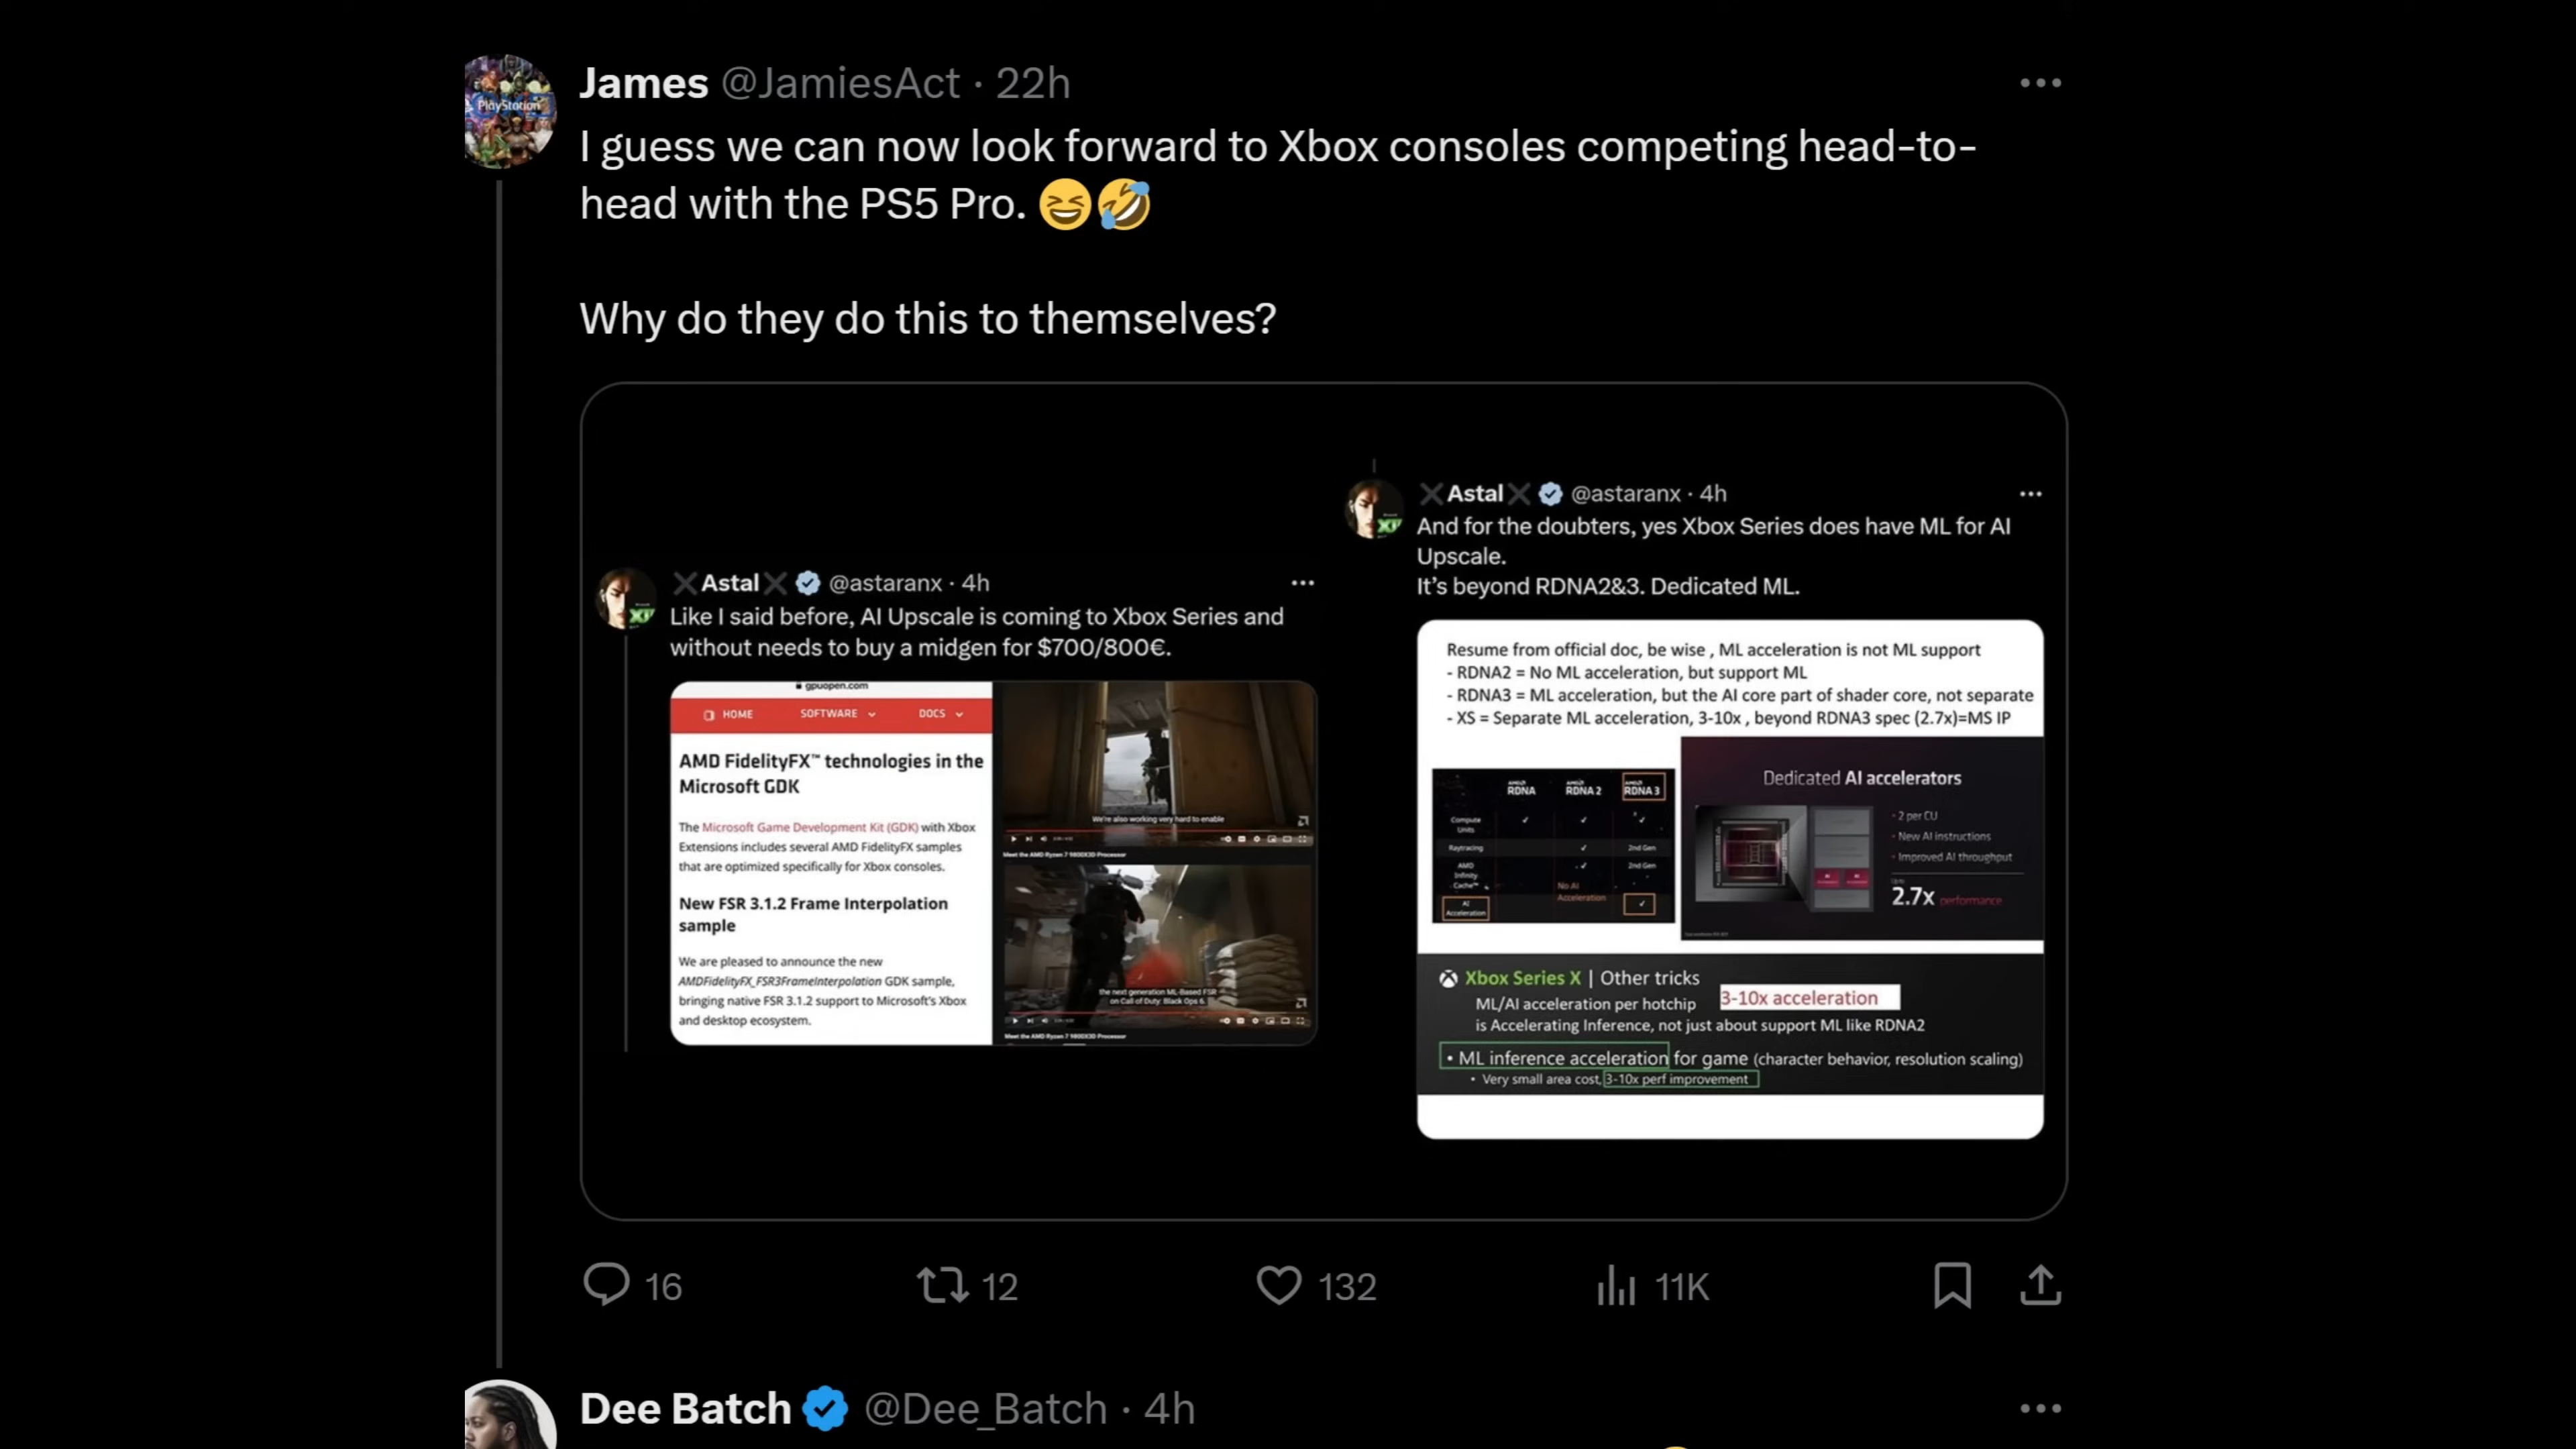 PlayStation
James @JamiesAct · 22h
I guess we can now look forward to Xbox consoles competing head-to-
head with the PS5 Pro. 😆🤣
Why do they do this to themselves?
Astal @astaranx · 4h
Like I said before, AI Upscale is coming to Xbox Series and
without needs to buy a midgen for $700/800€.
gpuopen.com
HOME SOFTWARE DOCS
AMD FidelityFX™ technologies in the
Microsoft GDK
The Microsoft Game Development Kit (GDK) with Xbox
Extensions includes several AMD FidelityFX samples
that are optimized specifically for Xbox consoles.
New FSR 3.1.2 Frame Interpolation
sample
We are pleased to announce the new
AMDFidelityFX_FSR3FrameInterpolation GDK sample,
bringing native FSR 3.1.2 support to Microsoft's Xbox
and desktop ecosystem.
We're also working very hard to enable
Meet the AMD Ryzen 7 9800X3D Processor
the next generation ML-Based FSR
on Call of Duty: Black Ops 6.
Meet the AMD Ryzen 7 9800X3D Processor
Astal @astaranx · 4h
And for the doubters, yes Xbox Series does have ML for AI
Upscale.
It's beyond RDNA2&3. Dedicated ML.
Resume from official doc, be wise , ML acceleration is not ML support
- RDNA2 = No ML acceleration, but support ML
- RDNA3 = ML acceleration, but the AI core part of shader core, not separate
- XS = Separate ML acceleration, 3-10x , beyond RDNA3 spec (2.7x)=MS IP
AMD RDNA AMD RDNA 2 AMD RDNA 3
Compute Units ✓ ✓ ✓
Raytracing ✓ 2nd Gen
AMD Infinity Cache™ ✓ 2nd Gen
AI Acceleration No AI Acceleration ✓
Dedicated AI accelerators
• 2 per CU
• New AI instructions
• Improved AI throughput
2.7x performance
Xbox Series X | Other tricks
ML/AI acceleration per hotchip 3-10x acceleration
is Accelerating Inference, not just about support ML like RDNA2
• ML inference acceleration for game (character behavior, resolution scaling)
• Very small area cost, 3-10x perf improvement
16 12 132 11K
Dee Batch @Dee_Batch · 4h